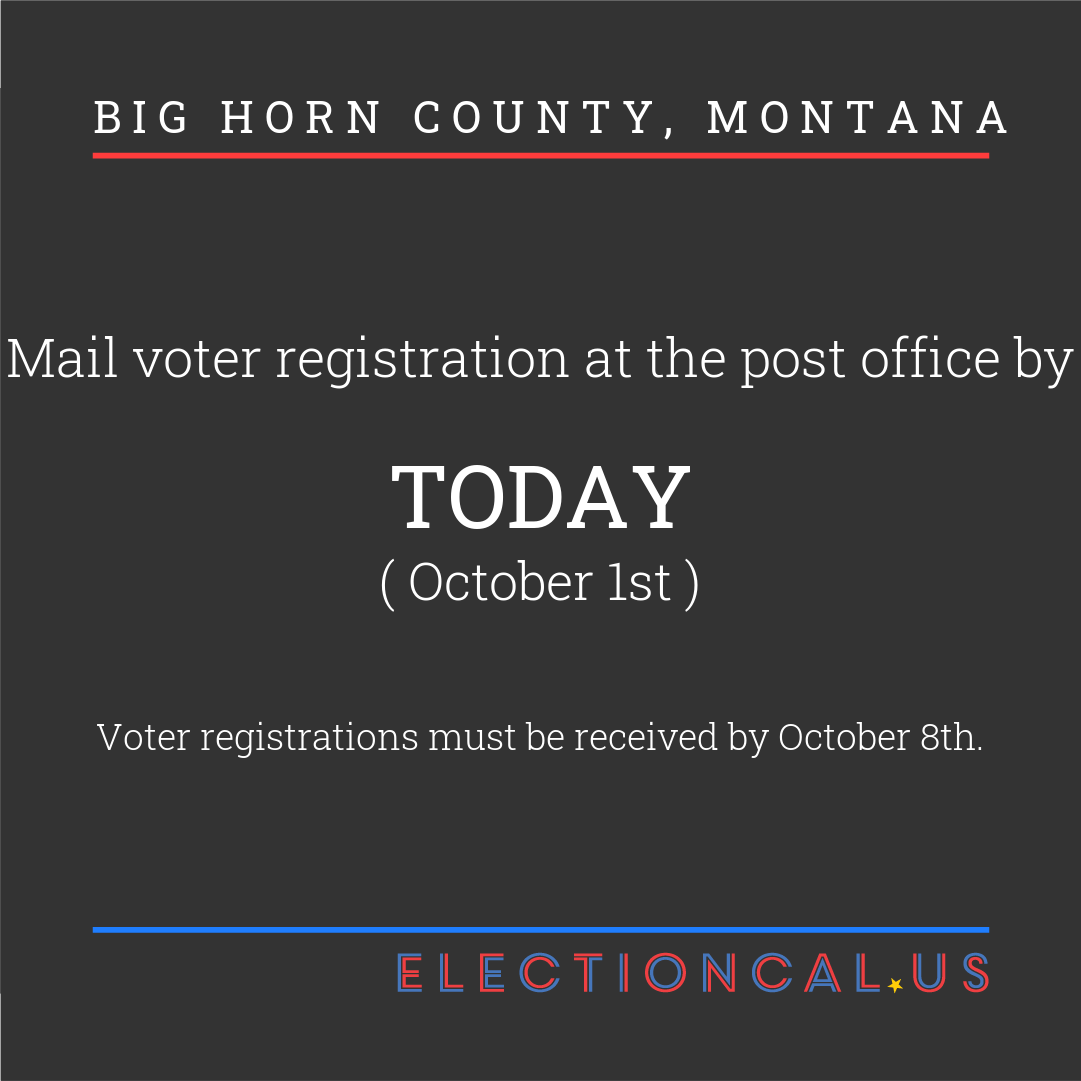 BIG HORN COUNTY, MONTANA
Mail voter registration at the post office by
TODAY
( October 1st )
Voter registrations must be received by October 8th.
ELECTIONCAL.US